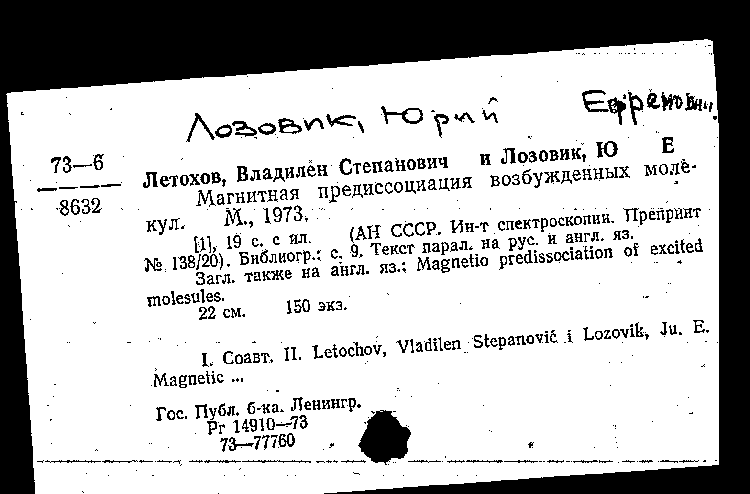 Лозовик, Юрий Ефремович
73—6
8632
Летохов, Владилен Степанович и Лозовик, Ю Е
Магнитная предиссоциация возбужденных моле-
кул. М., 1973.
[1], 19 с. с ил. (АН СССР. Ин-т спектроскопии. Препринт
№ 138/20). Библиогр.: с. 9. Текст парал. на рус. и англ. яз.
Загл. также на англ. яз.: Magnetio predissociation of excited
molesules.
22 см. 150 экз.
I. Соавт. II. Letochov, Vladilen Stepanović i Lozovik, Ju. E.
Magnetic ...
Гос. Публ. б-ка. Ленингр.
Рг 14910—73
73—77760